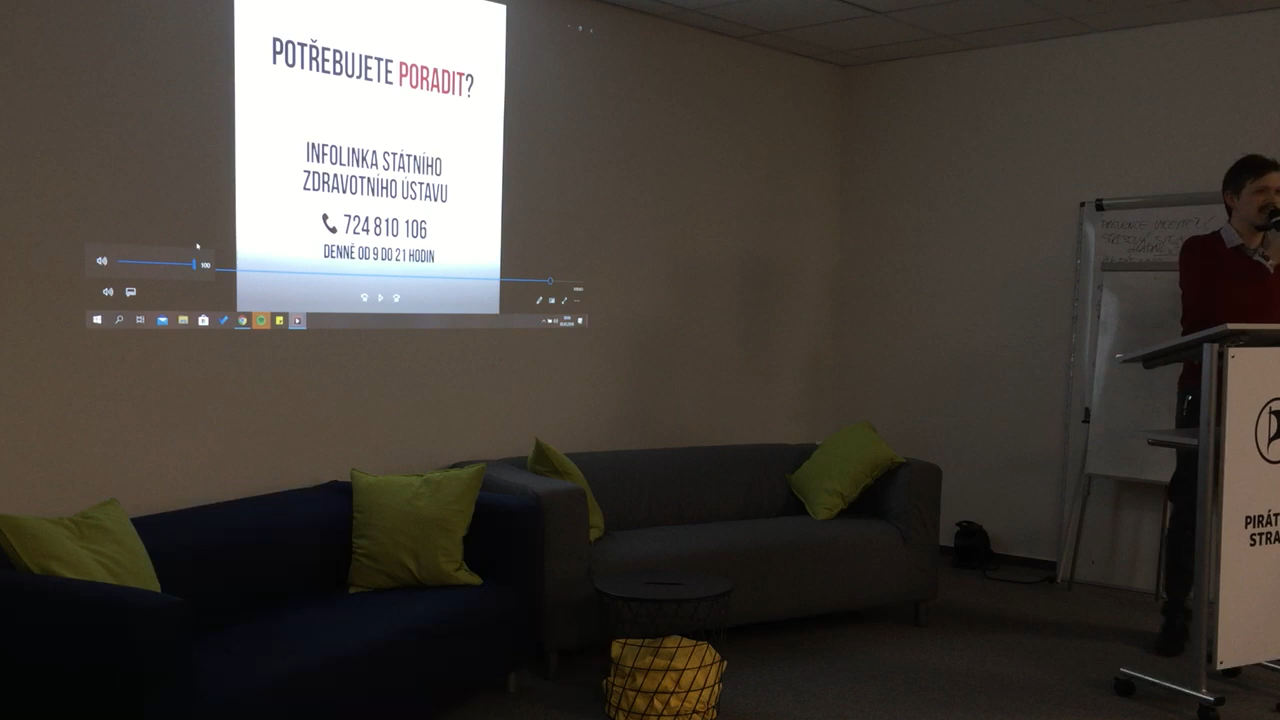 POTŘEBUJETE PORADIT?
INFOLINKA STÁTNÍHO
ZDRAVOTNÍHO ÚSTAVU
724 810 106
DENNĚ OD 9 DO 21 HODIN
100
PIRÁT
STRA